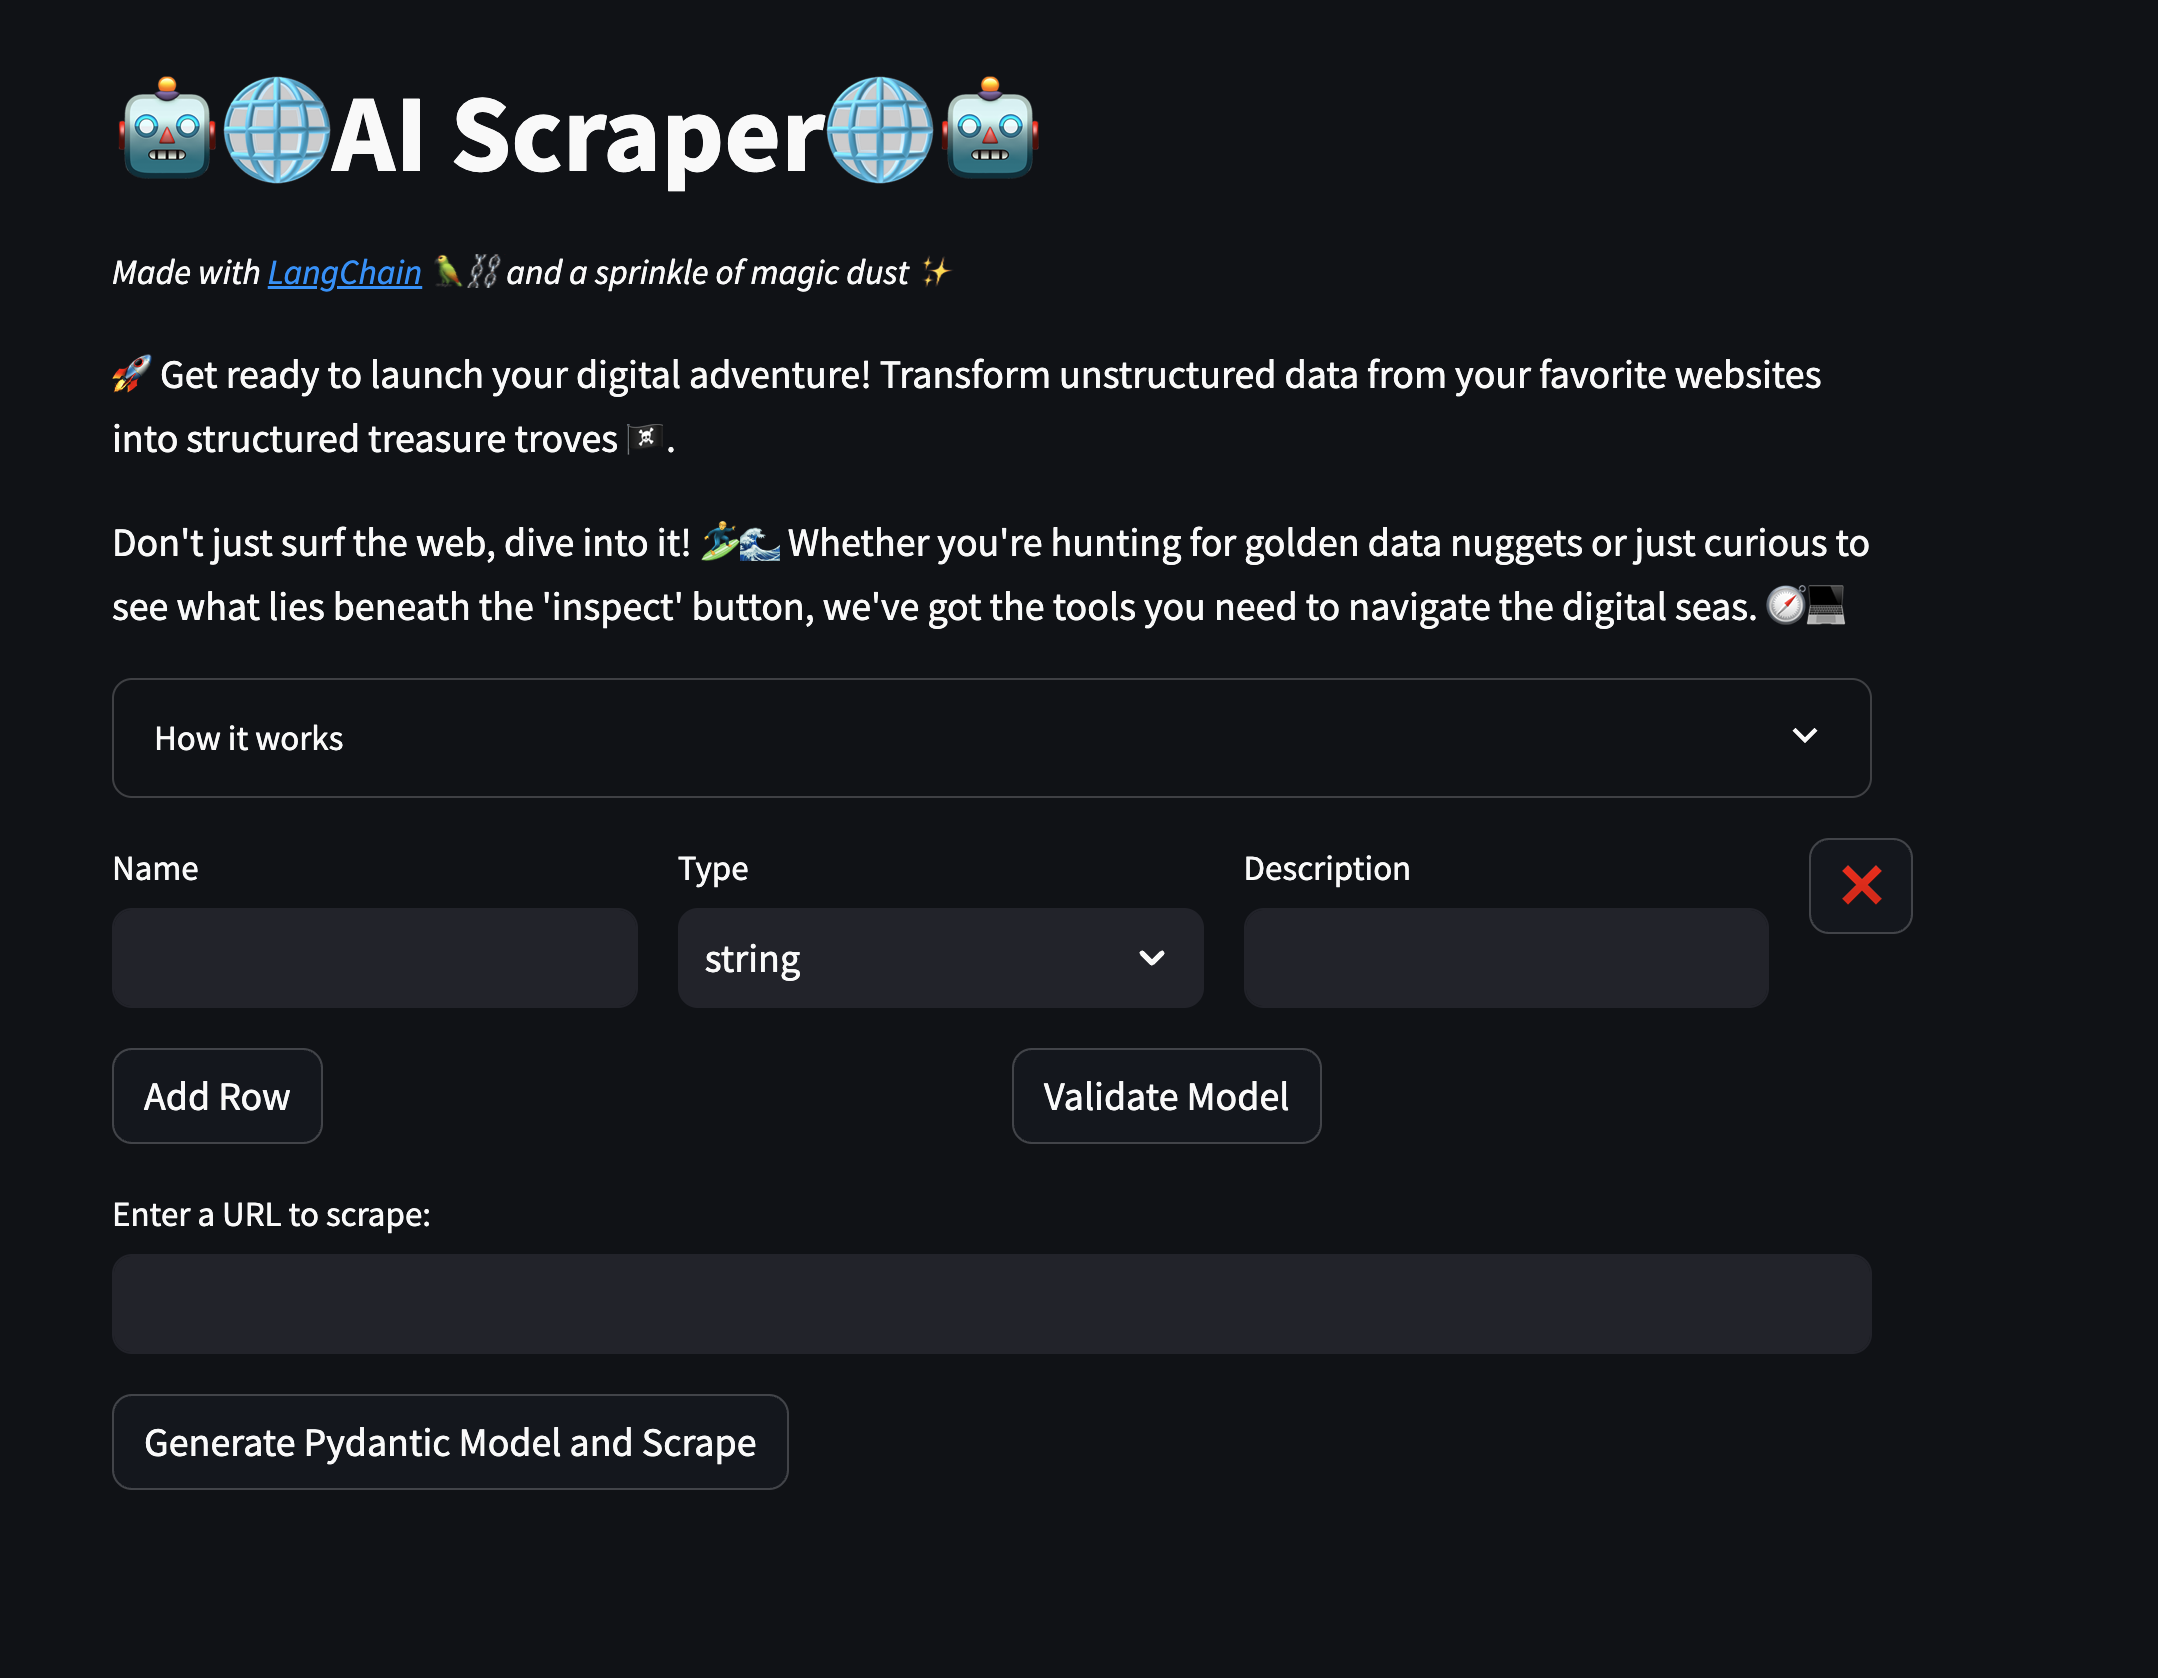 🤖🌐AI Scraper🌐🤖
Made with LangChain 🦜⛓️ and a sprinkle of magic dust ✨
🚀 Get ready to launch your digital adventure! Transform unstructured data from your favorite websites
into structured treasure troves 🏴‍☠️.
Don't just surf the web, dive into it! 🏄‍♂️🌊 Whether you're hunting for golden data nuggets or just curious to
see what lies beneath the 'inspect' button, we've got the tools you need to navigate the digital seas. 🧭💻
How it works
Name Type Description
string
Add Row Validate Model
Enter a URL to scrape:
Generate Pydantic Model and Scrape